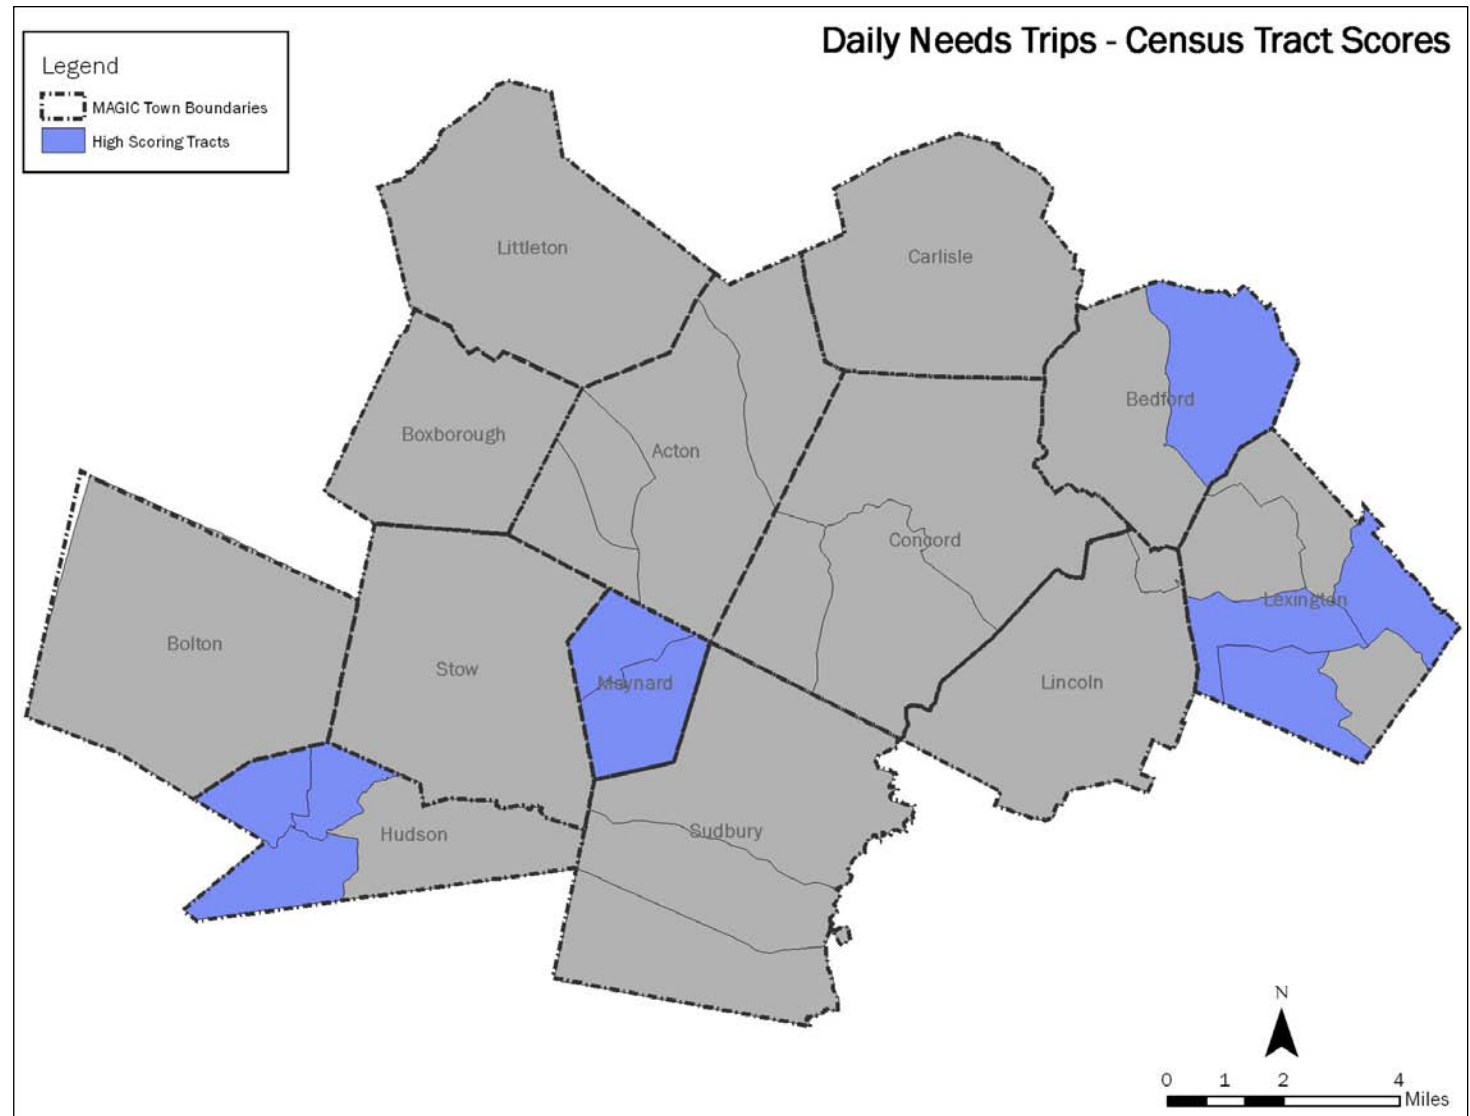 Daily Needs Trips - Census Tract Scores
Legend
MAGIC Town Boundaries
High Scoring Tracts
Littleton
Carlisle
Bedford
Boxborough
Acton
Concord
Lexington
Bolton
Stow
Maynard
Lincoln
Hudson
Sudbury
N
0 1 2 4
Miles